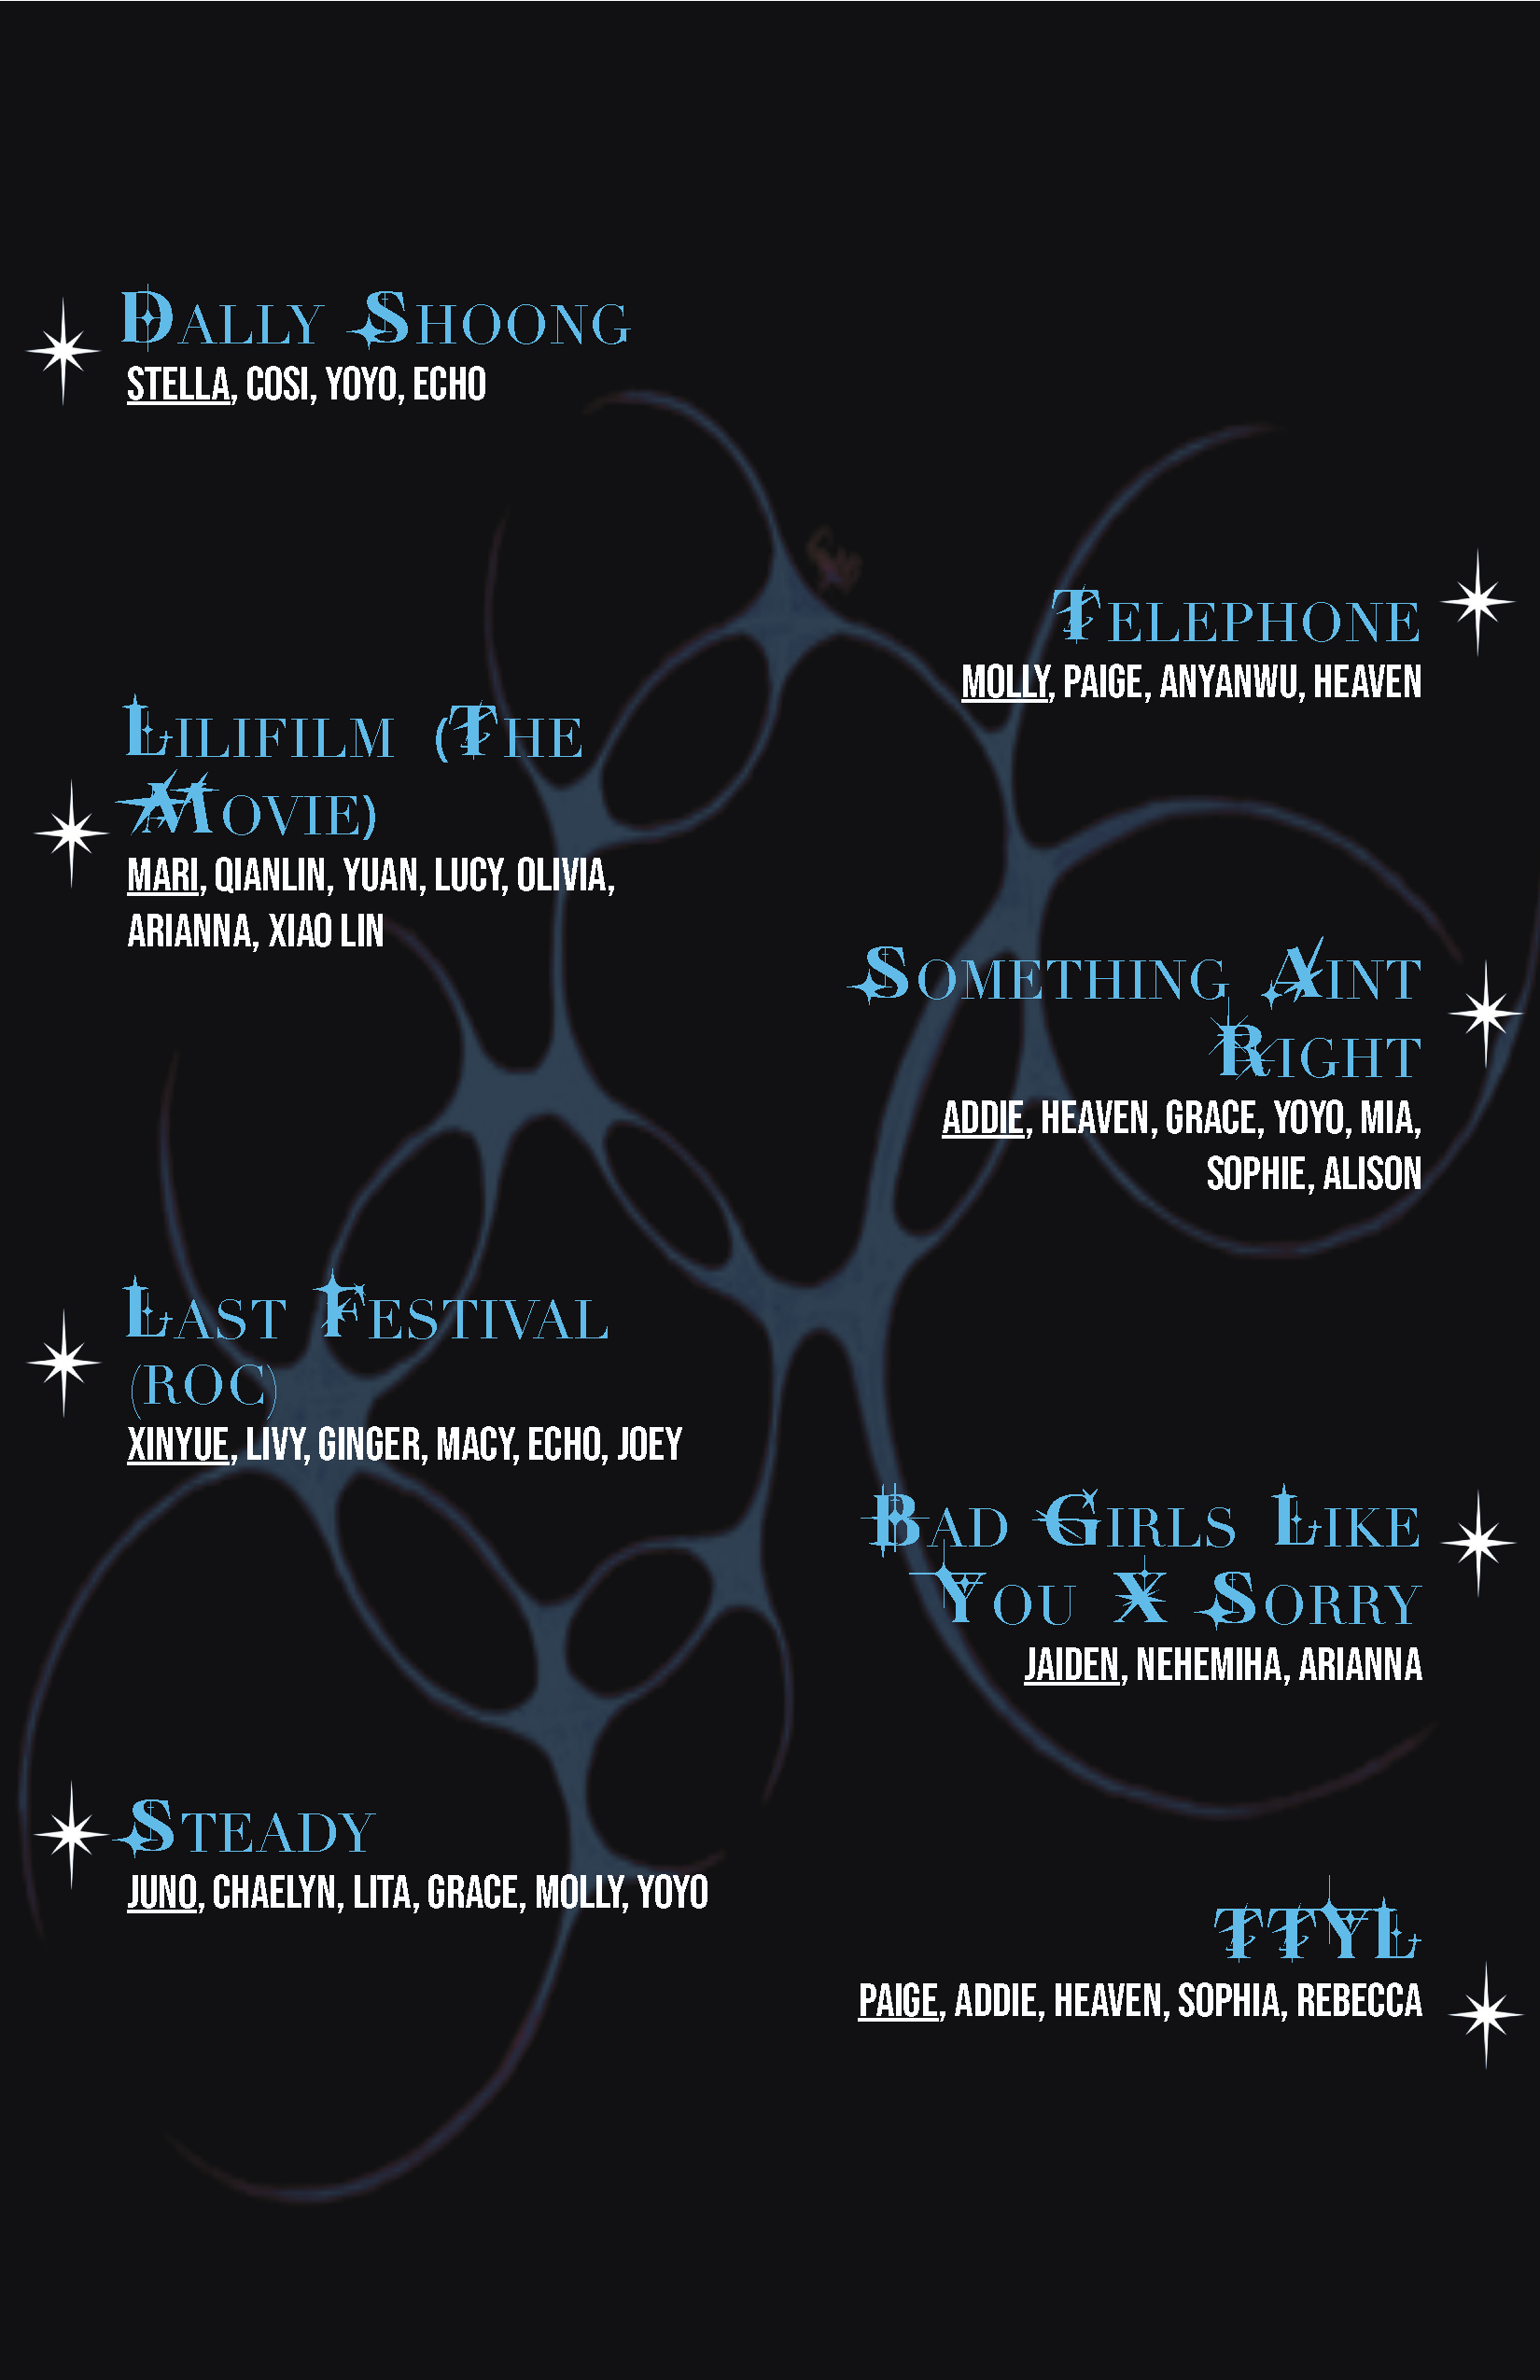 Dally Shoong
STELLA, COSI, YOYO, ECHO
Telephone
MOLLY, PAIGE, ANYANWU, HEAVEN
Lilifilm (The
Movie)
MARI, QIANLIN, YUAN, LUCY, OLIVIA,
ARIANNA, XIAO LIN
Something Aint
Right
ADDIE, HEAVEN, GRACE, YOYO, MIA,
SOPHIE, ALISON
Last Festival
(roc)
XINYUE, LIVY, GINGER, MACY, ECHO, JOEY
Bad Girls Like
You X Sorry
JAIDEN, NEHEMIHA, ARIANNA
Steady
JUNO, CHAELYN, LITA, GRACE, MOLLY, YOYO
TTYL
PAIGE, ADDIE, HEAVEN, SOPHIA, REBECCA